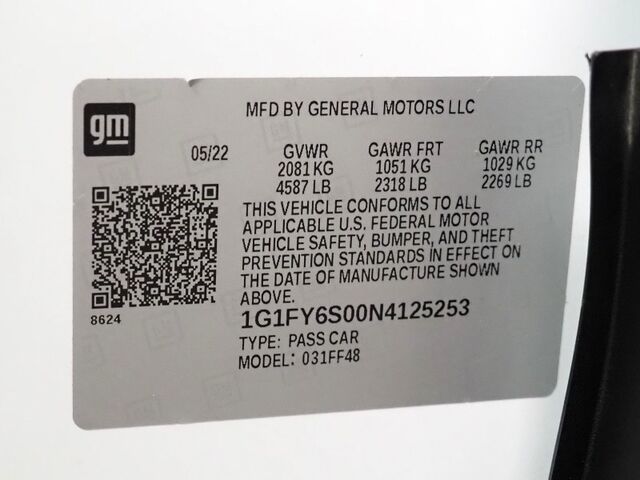 gm
MFD BY GENERAL MOTORS LLC
05/22 GVWR GAWR FRT GAWR RR
2081 KG 1051 KG 1029 KG
4587 LB 2318 LB 2269 LB
THIS VEHICLE CONFORMS TO ALL
APPLICABLE U.S. FEDERAL MOTOR
VEHICLE SAFETY, BUMPER, AND THEFT
PREVENTION STANDARDS IN EFFECT ON
THE DATE OF MANUFACTURE SHOWN
ABOVE.
8624
1G1FY6S00N4125253
TYPE: PASS CAR
MODEL: 031FF48